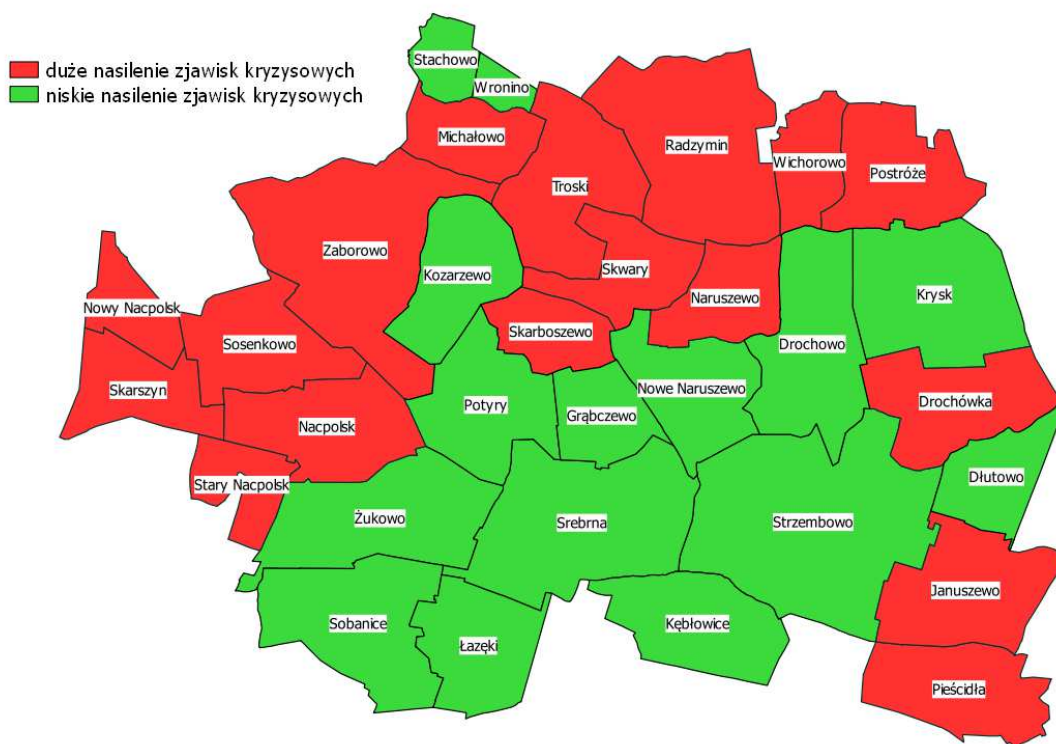 duże nasilenie zjawisk kryzysowych
niskie nasilenie zjawisk kryzysowych
Stachowo
Wronino
Michałowo
Radzymin
Wichorowo
Postróże
Troski
Zaborowo
Kozarzewo
Skwary
Naruszewo
Krysk
Nowy Nacpolsk
Sosenkowo
Skarboszewo
Drochowo
Skarszyn
Potyry
Grąbczewo
Nowe Naruszewo
Drochówka
Nacpolsk
Stary Nacpolsk
Dłutowo
Żukowo
Srebrna
Strzembowo
Januszewo
Sobanice
Łazęki
Kębłowice
Pieścidła